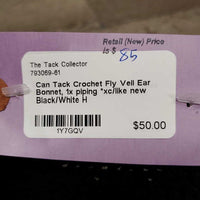 Retail (New) Price
is $ 85
The Tack Collector
793069-61
Can Tack Crochet Fly Veil Ear
Bonnet, 1x piping *xc/like new
Black/White H
1Y7GQV
$50.00